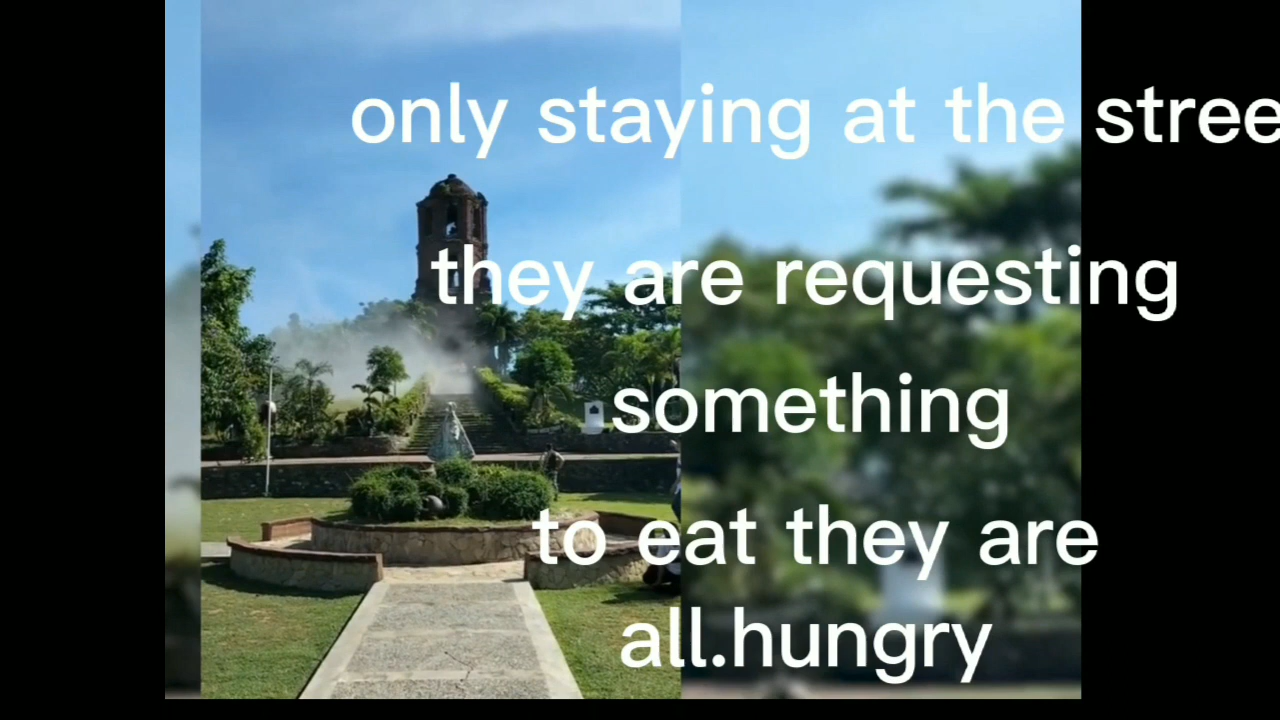 only staying at the stree
they are requesting
something
to eat they are
all.hungry